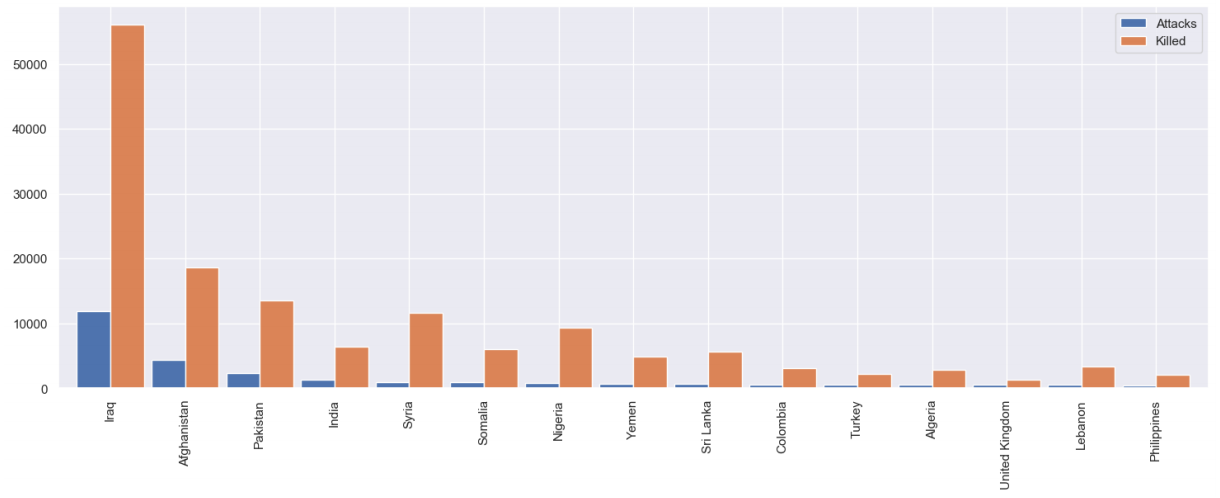 Attacks
Killed
50000
40000
30000
20000
10000
0
Iraq
Afghanistan
Pakistan
India
Syria
Somalia
Nigeria
Yemen
Sri Lanka
Colombia
Turkey
Algeria
United Kingdom
Lebanon
Philippines